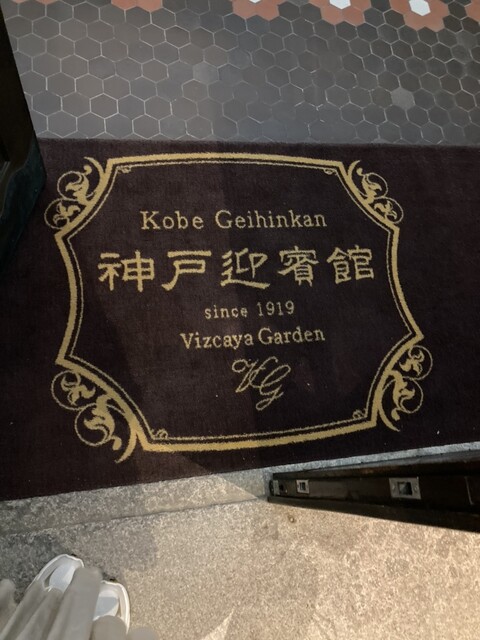 Kobe Geihinkan
神戸迎賓館
since 1919
Vizcaya Garden
VG